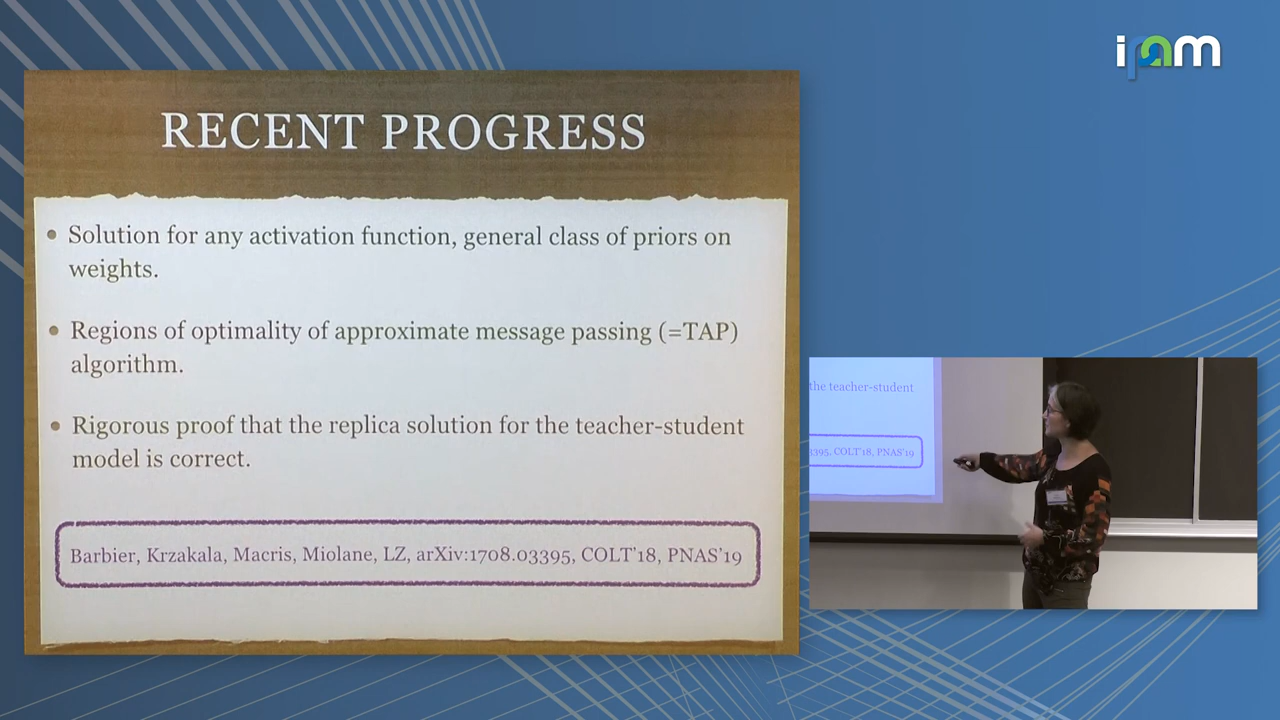 ipam
RECENT PROGRESS
• Solution for any activation function, general class of priors on
weights.
• Regions of optimality of approximate message passing (=TAP)
algorithm.
• Rigorous proof that the replica solution for the teacher-student
model is correct.
Barbier, Krzakala, Macris, Miolane, LZ, arXiv:1708.03395, COLT'18, PNAS'19
the teacher-student
3395, COLT'18, PNAS'19